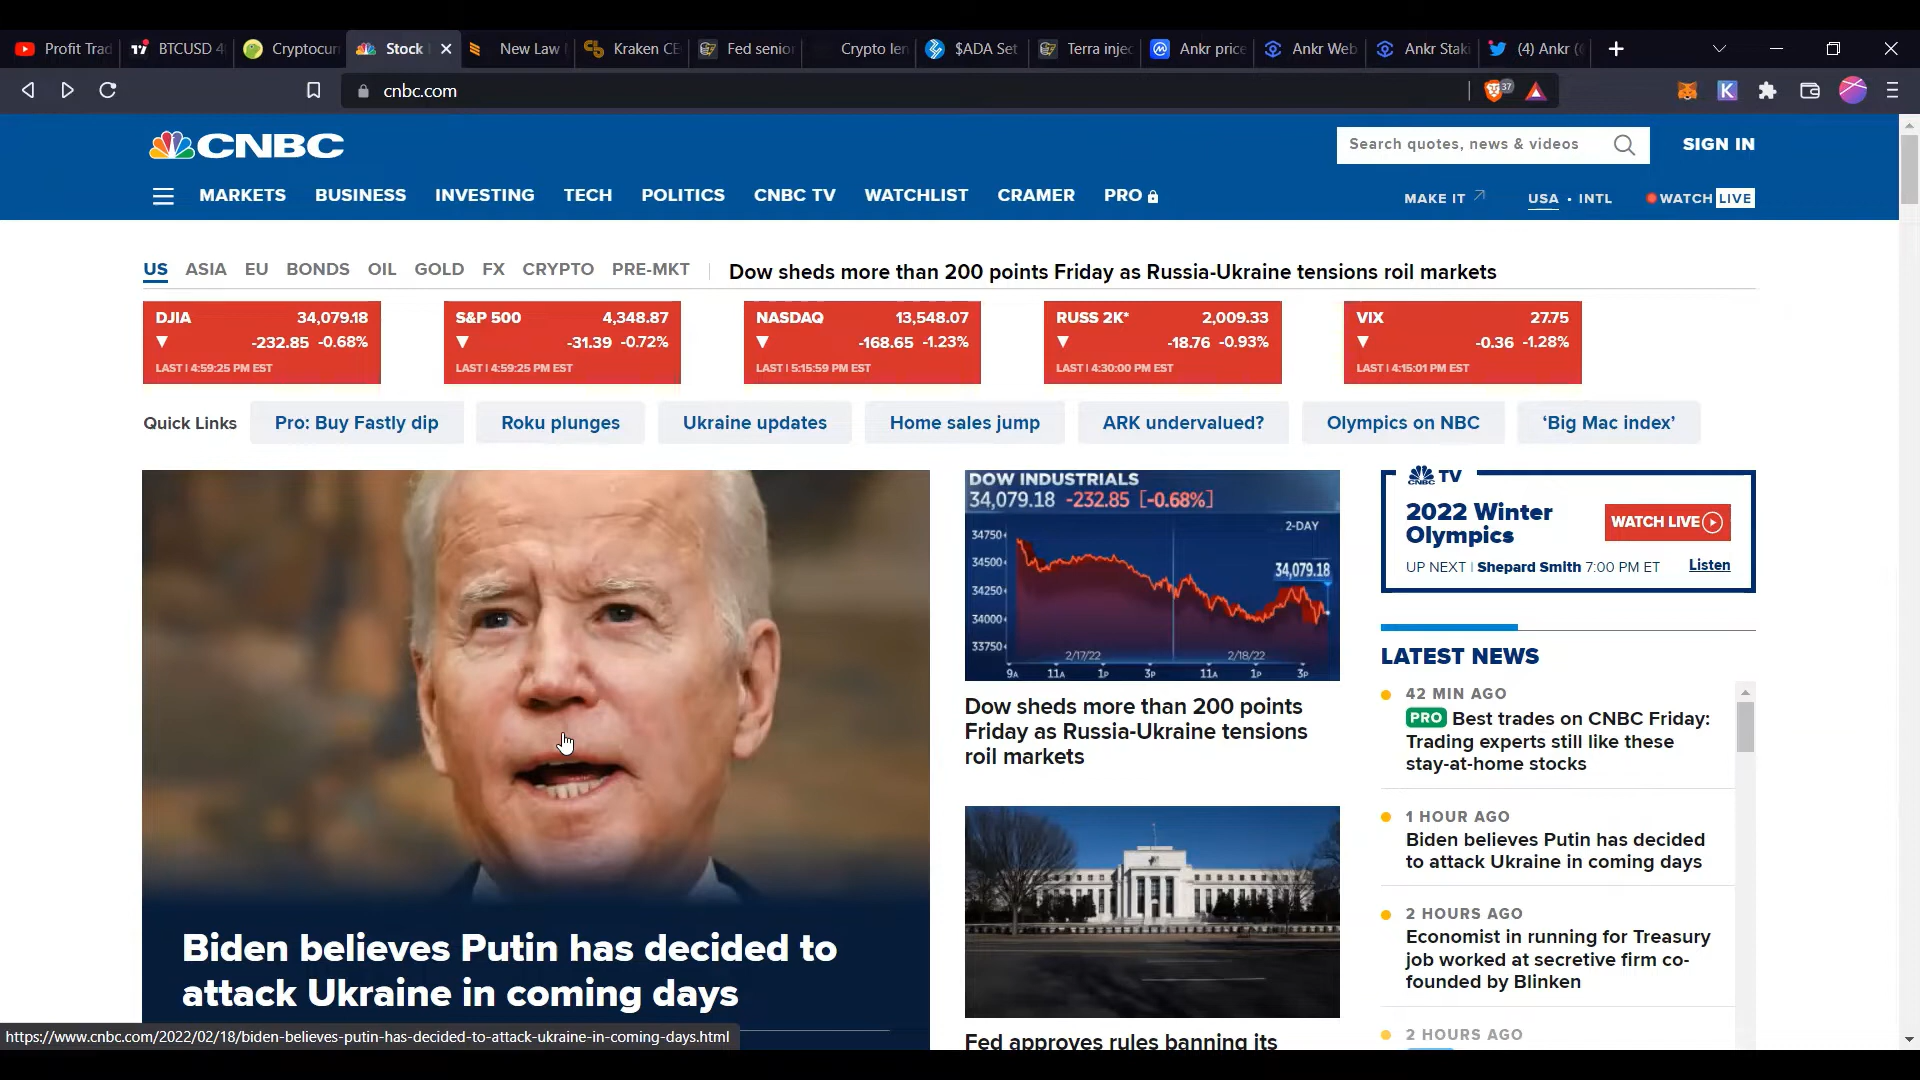 Profit Trad
BTCUSD 4
Cryptocur
Stock
New Law
Kraken CE
Fed senio
Crypto len
$ADA Set
Terra injec
Ankr price
Ankr Web
Ankr Staki
(4) Ankr (
cnbc.com
37
CNBC
Search quotes, news & videos
SIGN IN
MARKETS BUSINESS INVESTING TECH POLITICS CNBC TV WATCHLIST CRAMER PRO
MAKE IT USA • INTL WATCH LIVE
US ASIA EU BONDS OIL GOLD FX CRYPTO PRE-MKT
Dow sheds more than 200 points Friday as Russia-Ukraine tensions roil markets
DJIA 34,079.18
-232.85 -0.68%
LAST | 4:59:25 PM EST
S&P 500 4,348.87
-31.39 -0.72%
LAST | 4:59:25 PM EST
NASDAQ 13,548.07
-168.65 -1.23%
LAST | 5:15:59 PM EST
RUSS 2K* 2,009.33
-18.76 -0.93%
LAST | 4:30:00 PM EST
VIX 27.75
-0.36 -1.28%
LAST | 4:15:01 PM EST
Quick Links Pro: Buy Fastly dip Roku plunges Ukraine updates Home sales jump ARK undervalued? Olympics on NBC ‘Big Mac index’
Biden believes Putin has decided to
attack Ukraine in coming days
DOW INDUSTRIALS
34,079.18 -232.85 [-0.68%]
2-DAY
34750
34500
34250
34000
33750
34,079.18
2/17/22 2/18/22
9A 11A 1P 3P 11A 1P 3P
Dow sheds more than 200 points
Friday as Russia-Ukraine tensions
roil markets
Fed approves rules banning its
CNBC TV
2022 Winter
Olympics
WATCH LIVE
UP NEXT | Shepard Smith 7:00 PM ET Listen
LATEST NEWS
42 MIN AGO
PRO Best trades on CNBC Friday:
Trading experts still like these
stay-at-home stocks
1 HOUR AGO
Biden believes Putin has decided
to attack Ukraine in coming days
2 HOURS AGO
Economist in running for Treasury
job worked at secretive firm co-
founded by Blinken
2 HOURS AGO
https://www.cnbc.com/2022/02/18/biden-believes-putin-has-decided-to-attack-ukraine-in-coming-days.html